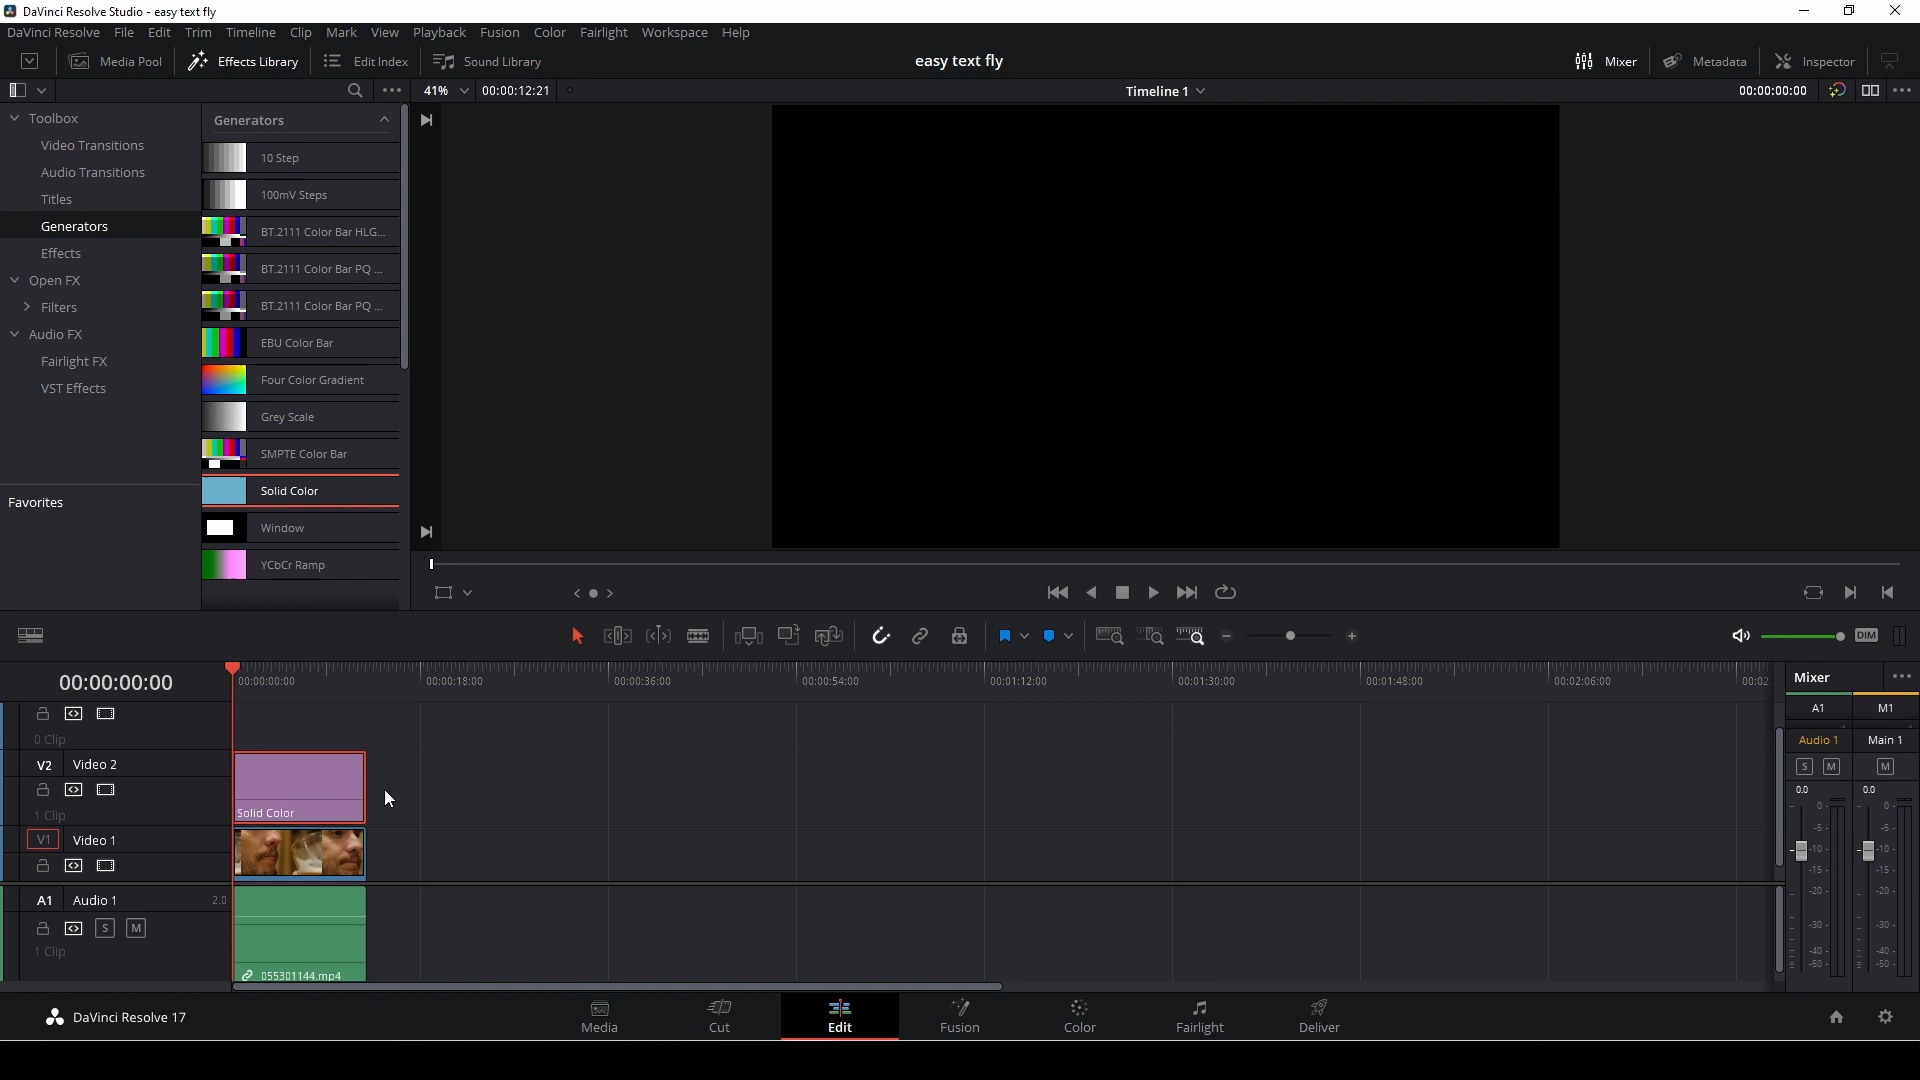 DaVinci Resolve Studio - easy text fly
DaVinci Resolve File Edit Trim Timeline Clip Mark View Playback Fusion Color Fairlight Workspace Help
Media Pool Effects Library Edit Index Sound Library easy text fly Mixer Metadata Inspector
41% 00:00:12:21 Timeline 1 00:00:00:00
Toolbox
Video Transitions
Audio Transitions
Titles
Generators
Effects
Open FX
Filters
Audio FX
Fairlight FX
VST Effects
Favorites
Generators
10 Step
100mV Steps
BT.2111 Color Bar HLG...
BT.2111 Color Bar PQ ...
BT.2111 Color Bar PQ ...
EBU Color Bar
Four Color Gradient
Grey Scale
SMPTE Color Bar
Solid Color
Window
YCbCr Ramp
DIM
00:00:00:00
00:00:00:00 00:00:18:00 00:00:36:00 00:00:54:00 00:01:12:00 00:01:30:00 00:01:48:00 00:02:06:00 00:02
0 Clip
V2 Video 2
1 Clip
Solid Color
V1 Video 1
A1 Audio 1 2.0
S M
1 Clip
055301144.mp4
Mixer
A1 M1
Audio 1 Main 1
S M M
0.0 0.0
0- 0-
-5- -5-
-10- -10-
-15- -15-
-20- -20-
-30- -30-
-40- -40-
-50- -50-
DaVinci Resolve 17
Media Cut Edit Fusion Color Fairlight Deliver